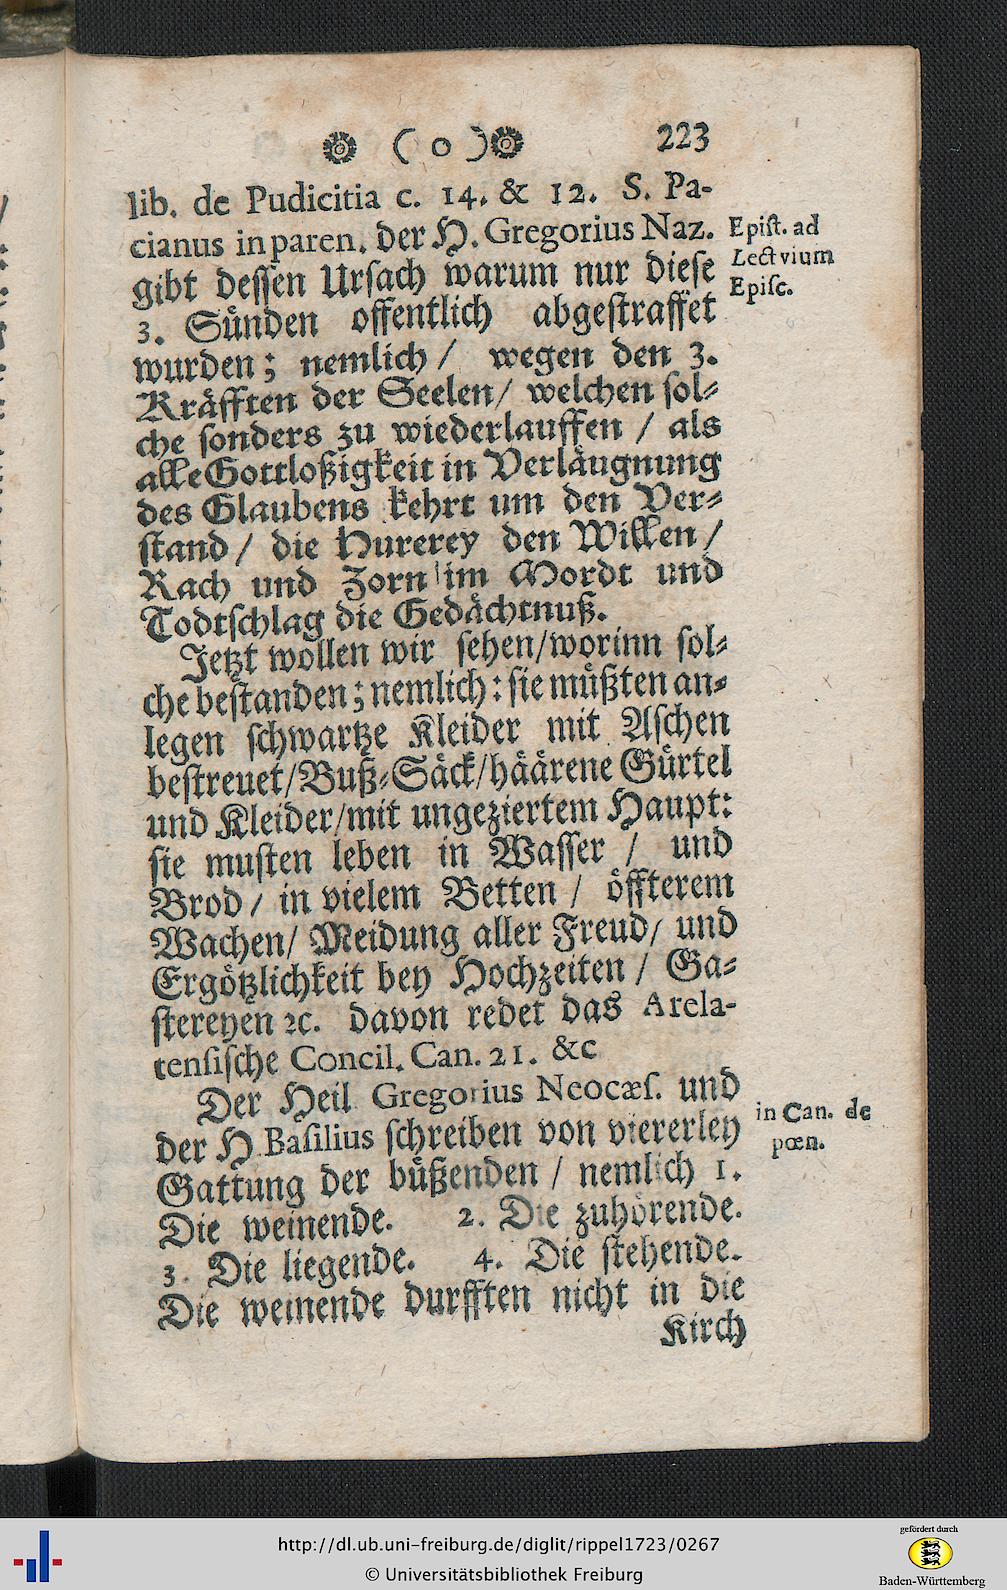 ( o ) 223
lib. de Pudicitia c. 14. & 12. S. Pa-
cianus in paren. der H. Gregorius Naz.
Epist. ad
gibt dessen Ursach warum nur diese
Lectvium
3. Sünden offentlich abgestraffet
Episc.
wurden; nemlich / wegen den 3.
Kräfften der Seelen/ welchen sol-
che sonders zu wiederlauffen / als
alle Gottloßigkeit in Verläugnung
des Glaubens kehrt um den Ver-
stand / die Hurerey den Willen /
Rach und Zorn im Mordt und
Todtschlag die Gedächtnuß.
Jetzt wollen wir sehen/worinn sol-
che bestanden; nemlich: sie müßten an-
legen schwartze Kleider mit Aschen
bestreuet/Buß-Säck/häärene Gürtel
und Kleider/mit ungeziertem Haupt:
sie musten leben in Wasser / und
Brod / in vielem Betten / öffterem
Wachen/ Meidung aller Freud/ und
Ergötzlichkeit bey Hochzeiten / Ga-
stereyen ꝛc. davon redet das Arela-
tensische Concil. Can. 21. &c
Der Heil Gregorius Neocæs. und
in Can. de
der H Basilius schreiben von viererley
pœn.
Gattung der büßenden / nemlich 1.
Die weinende. 2. Die zuhörende.
3. Die liegende. 4. Die stehende.
Die weinende durfften nicht in die
Kirch
http://dl.ub.uni-freiburg.de/diglit/rippel1723/0267
© Universitätsbibliothek Freiburg
gefördert durch
Baden-Württemberg